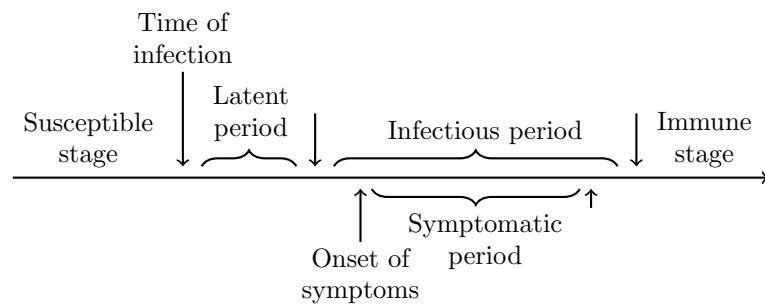 Time of
infection
Latent
period
Susceptible
stage
Infectious period
Immune
stage
Symptomatic
period
Onset of
symptoms